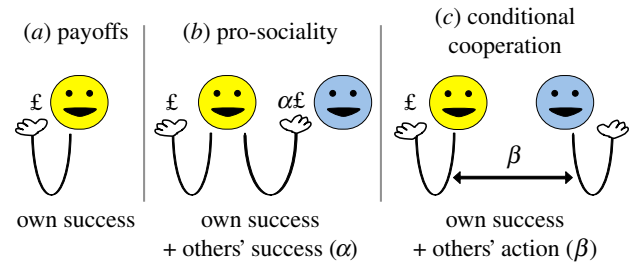 (a) payoffs
£
own success
(b) pro-sociality
£
α£
own success
+ others' success (α)
(c) conditional
cooperation
£
β
own success
+ others' action (β)